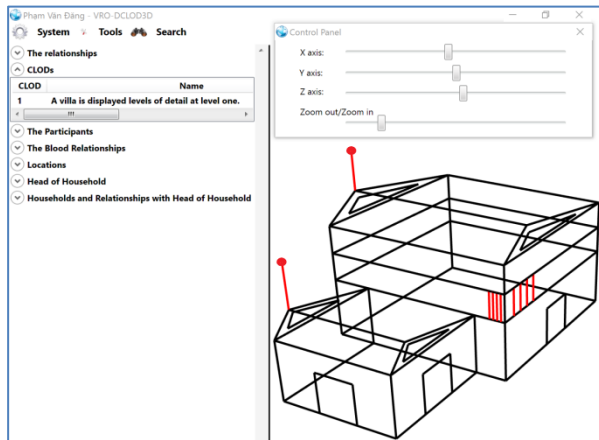 Phạm Văn Đảng - VRO-DCLOD3D
System Tools Search
The relationships
CLODs
CLOD Name
1 A villa is displayed levels of detail at level one.
The Participants
The Blood Relationships
Locations
Head of Household
Households and Relationships with Head of Household
Control Panel
X axis:
Y axis:
Z axis:
Zoom out/Zoom in